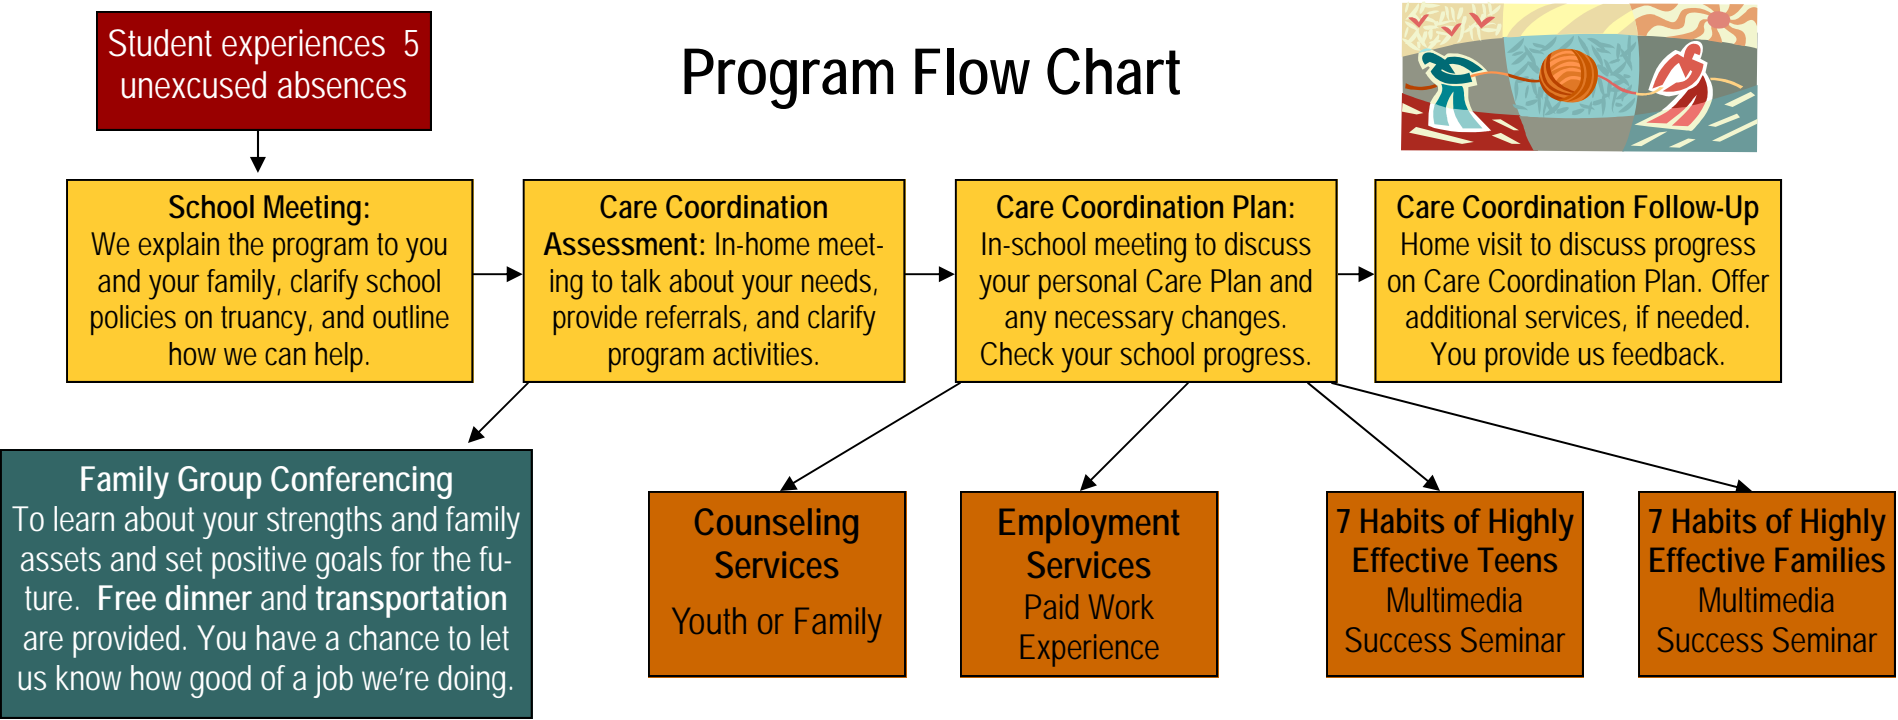 Student experiences 5
unexcused absences
Program Flow Chart
School Meeting:
We explain the program to you
and your family, clarify school
policies on truancy, and outline
how we can help.
Care Coordination
Assessment: In-home meet-
ing to talk about your needs,
provide referrals, and clarify
program activities.
Care Coordination Plan:
In-school meeting to discuss
your personal Care Plan and
any necessary changes.
Check your school progress.
Care Coordination Follow-Up
Home visit to discuss progress
on Care Coordination Plan. Offer
additional services, if needed.
You provide us feedback.
Family Group Conferencing
To learn about your strengths and family
assets and set positive goals for the fu-
ture. Free dinner and transportation
are provided. You have a chance to let
us know how good of a job we're doing.
Counseling
Services
Youth or Family
Employment
Services
Paid Work
Experience
7 Habits of Highly
Effective Teens
Multimedia
Success Seminar
7 Habits of Highly
Effective Families
Multimedia
Success Seminar